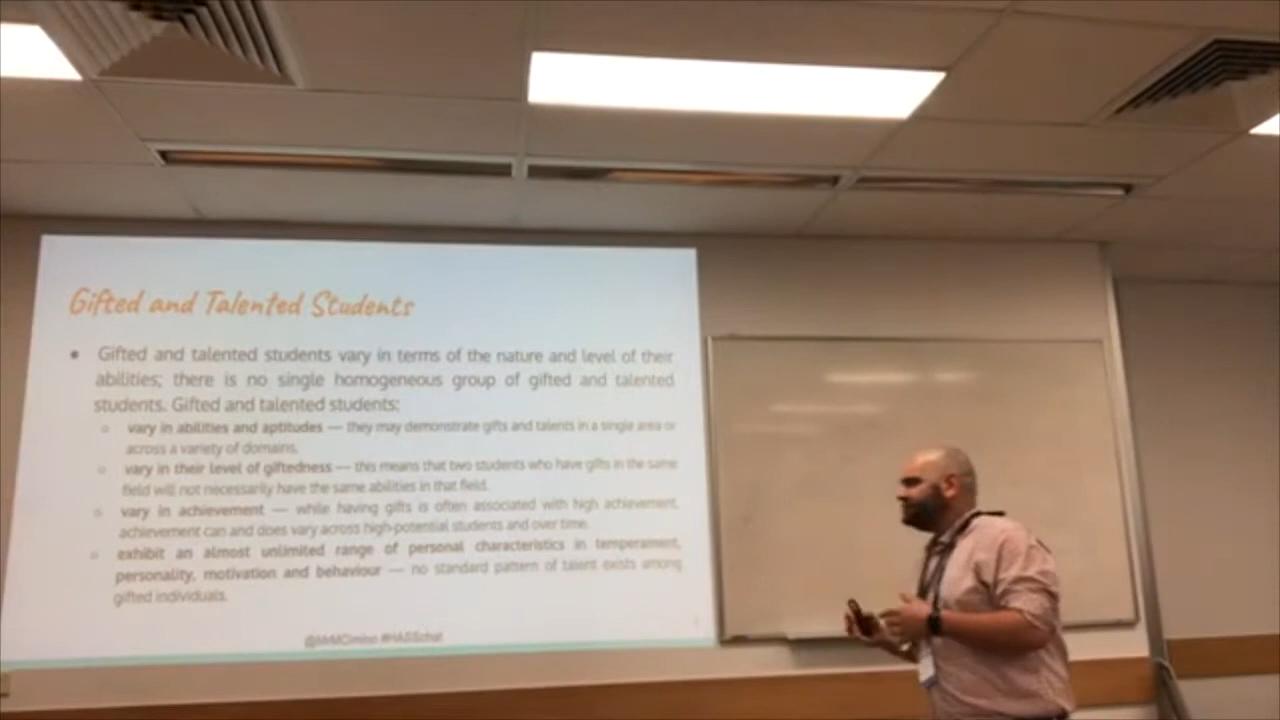 Gifted and Talented Students
• Gifted and talented students vary in terms of the nature and level of their
abilities; there is no single homogeneous group of gifted and talented
students. Gifted and talented students:
○ vary in abilities and aptitudes — they may demonstrate gifts and talents in a single area or
across a variety of domains.
○ vary in their level of giftedness — this means that two students who have gifts in the same
field will not necessarily have the same abilities in that field.
○ vary in achievement — while having gifts is often associated with high achievement,
achievement can and does vary across high-potential students and over time.
○ exhibit an almost unlimited range of personal characteristics in temperament,
personality, motivation and behaviour — no standard pattern of talent exists among
gifted individuals.
@MrMCimino #HASSchat